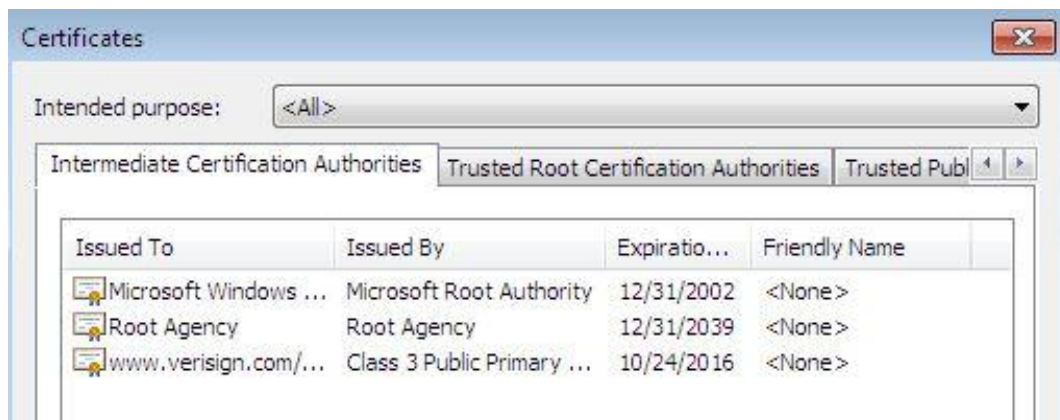 Certificates
Intended purpose: <All>
Intermediate Certification Authorities Trusted Root Certification Authorities Trusted Publ
Issued To Issued By Expiratio... Friendly Name
Microsoft Windows ... Microsoft Root Authority 12/31/2002 <None>
Root Agency Root Agency 12/31/2039 <None>
www.verisign.com/... Class 3 Public Primary ... 10/24/2016 <None>